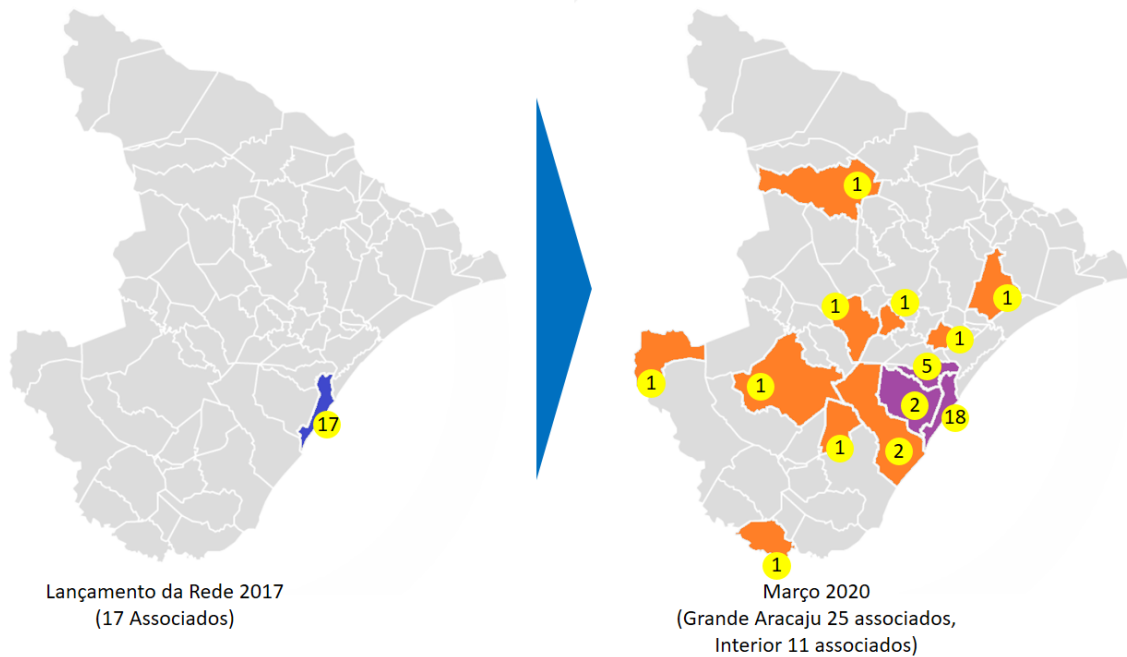 1
1
1
1
1
5
1
1
2
18
17
1
2
1
Lançamento da Rede 2017
(17 Associados)
Março 2020
(Grande Aracaju 25 associados,
Interior 11 associados)